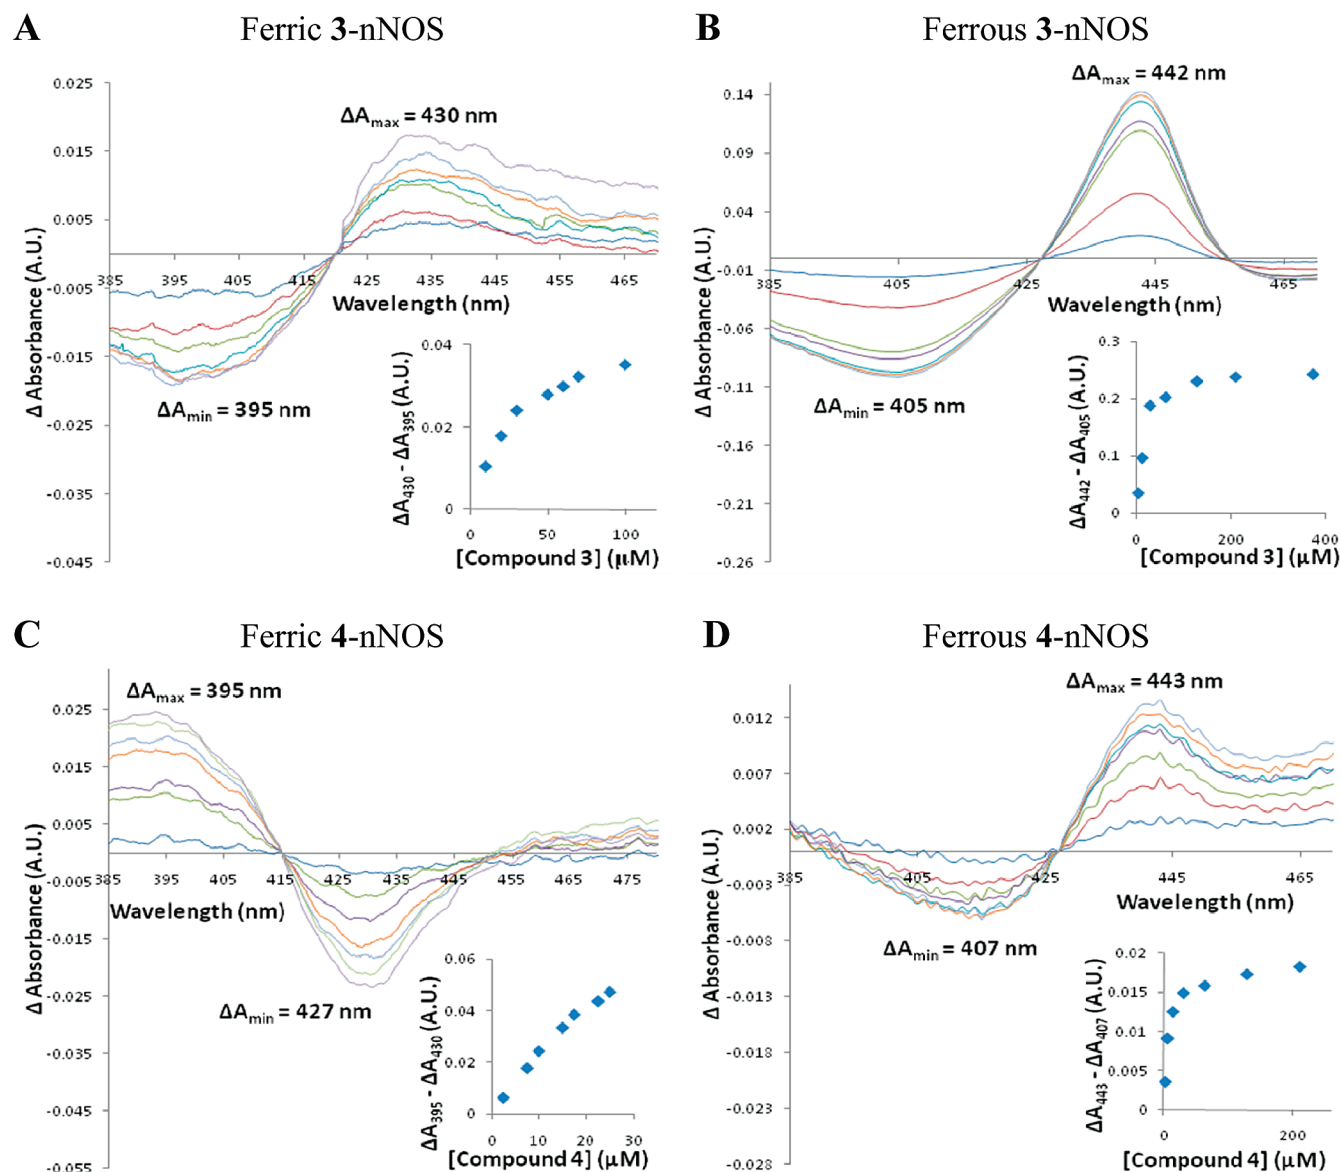 A
Ferric 3-nNOS
0.025
0.015
0.005
-0.005
-0.015
-0.025
-0.035
-0.045
385 395 405 415 425 435 445 455 465
Δ Absorbance (A.U.)
Wavelength (nm)
ΔAmax = 430 nm
ΔAmin = 395 nm
0.04
0.02
0
0 50 100
ΔA430 - ΔA395 (A.U.)
[Compound 3] (μM)
B
Ferrous 3-nNOS
0.14
0.09
0.04
-0.01
-0.06
-0.11
-0.16
-0.21
-0.26
385 405 425 445 465
Δ Absorbance (A.U.)
Wavelength (nm)
ΔAmax = 442 nm
ΔAmin = 405 nm
0.3
0.2
0.1
0
0 200 400
ΔA442 - ΔA405 (A.U.)
[Compound 3] (μM)
C
Ferric 4-nNOS
0.025
0.015
0.005
-0.005
-0.015
-0.025
-0.035
-0.045
-0.055
385 395 405 415 425 435 445 455 465 475
Δ Absorbance (A.U.)
Wavelength (nm)
ΔAmax = 395 nm
ΔAmin = 427 nm
0.06
0.04
0.02
0
0 10 20 30
ΔA395 - ΔA430 (A.U.)
[Compound 4] (μM)
D
Ferrous 4-nNOS
0.012
0.007
0.002
-0.003
-0.008
-0.013
-0.018
-0.023
-0.028
385 405 425 445 465
Δ Absorbance (A.U.)
Wavelength (nm)
ΔAmax = 443 nm
ΔAmin = 407 nm
0.02
0.015
0.01
0.005
0
0 200
ΔA443 - ΔA407 (A.U.)
[Compound 4] (μM)